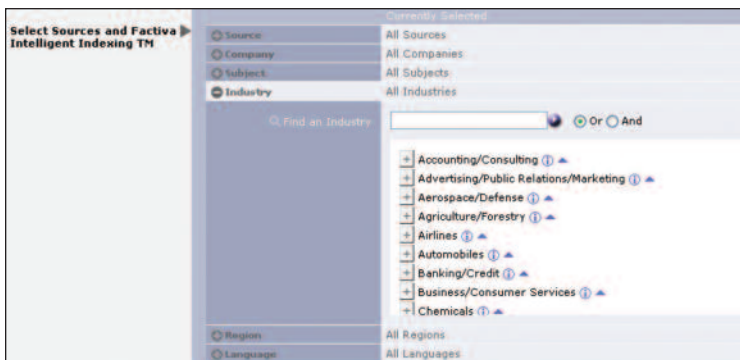 Currently Selected
Select Sources and Factiva
Intelligent Indexing TM
Source All Sources
Company All Companies
Subject All Subjects
Industry All Industries
Find an Industry Or And
Accounting/Consulting
Advertising/Public Relations/Marketing
Aerospace/Defense
Agriculture/Forestry
Airlines
Automobiles
Banking/Credit
Business/Consumer Services
Chemicals
Region All Regions
Language All Languages